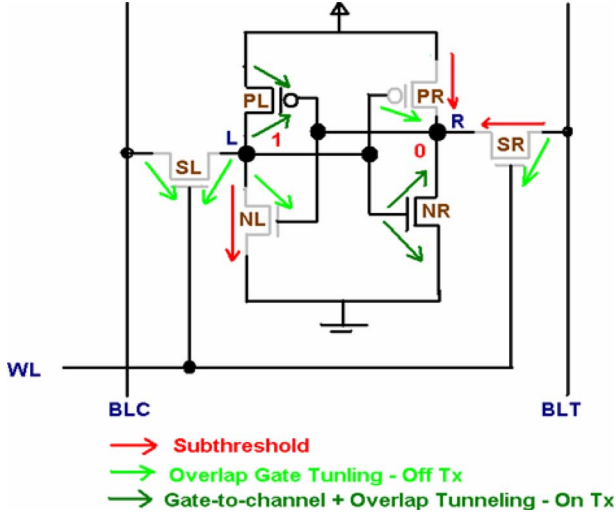 PL
PR
L
1
R
0
SL
SR
NL
NR
WL
BLC
BLT
Subthreshold
Overlap Gate Tunling - Off Tx
Gate-to-channel + Overlap Tunneling - On Tx